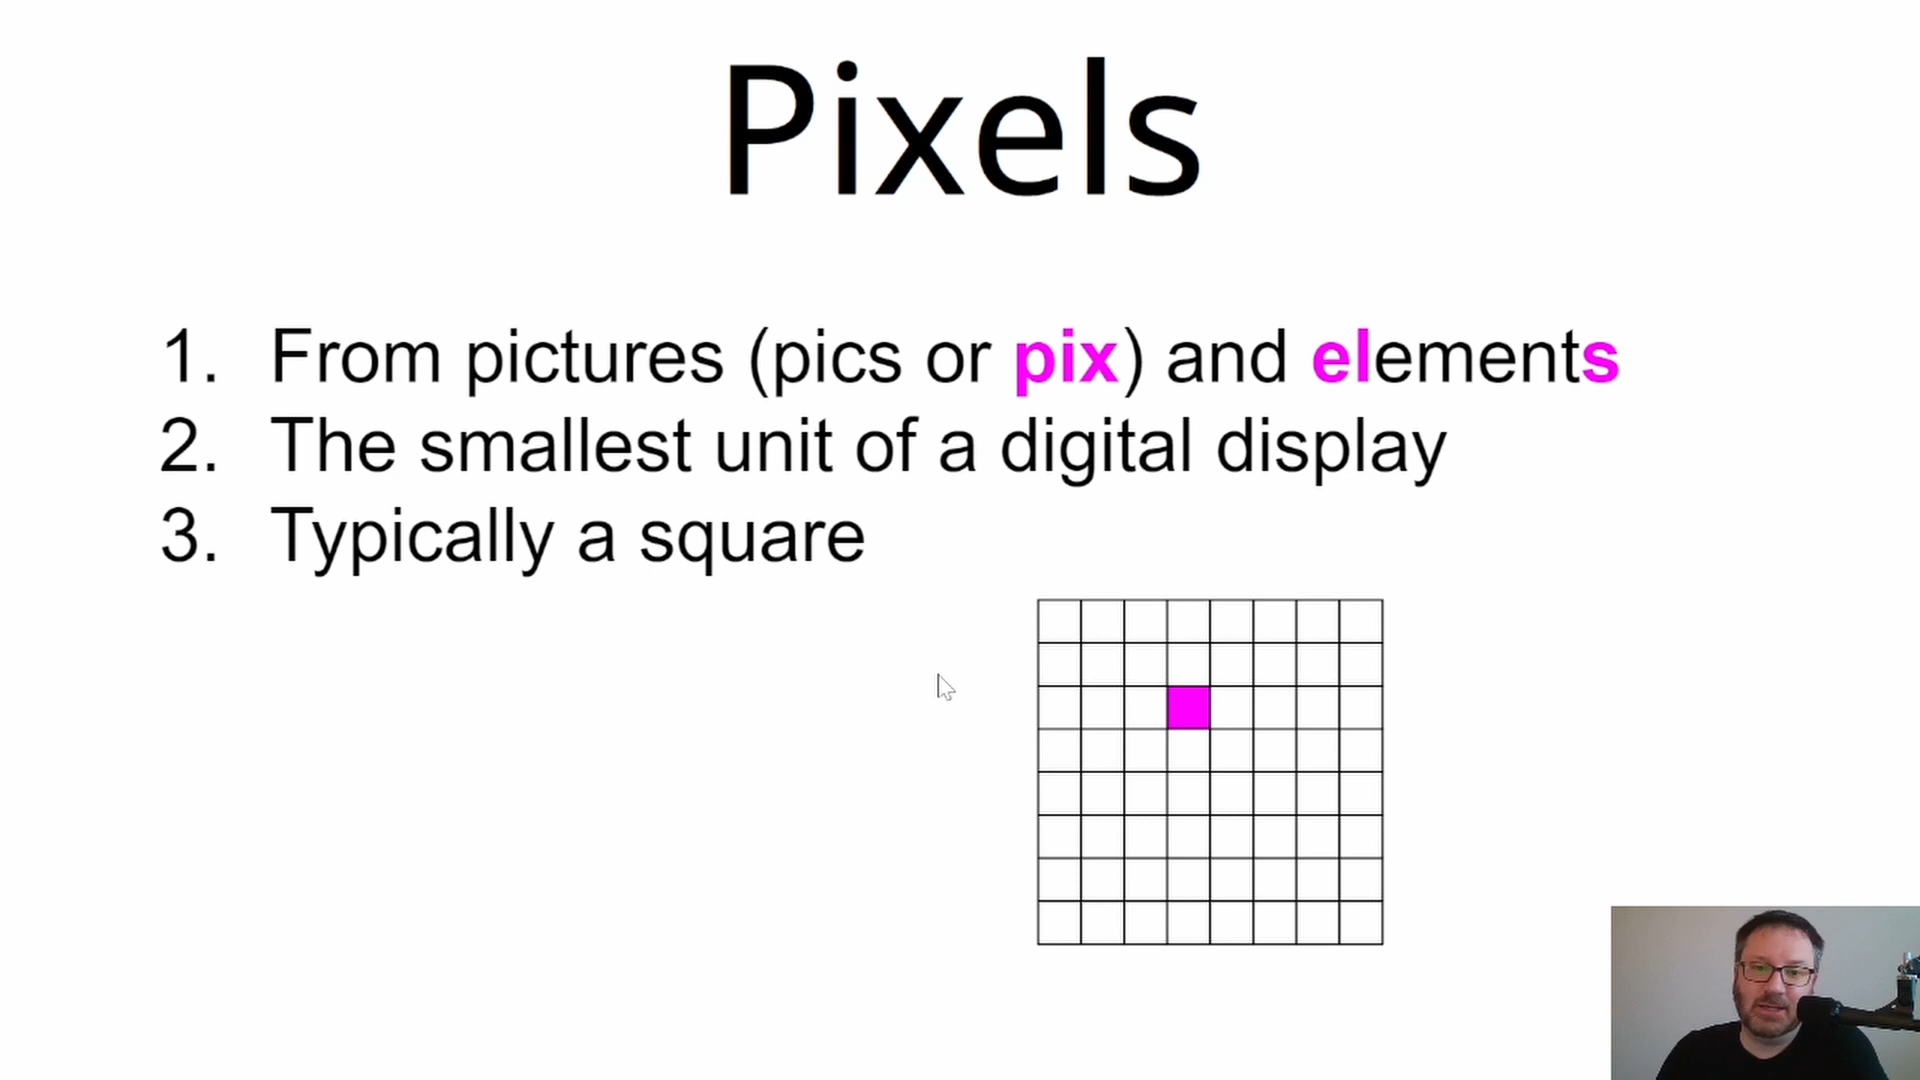 Pixels
1. From pictures (pics or pix) and elements
2. The smallest unit of a digital display
3. Typically a square